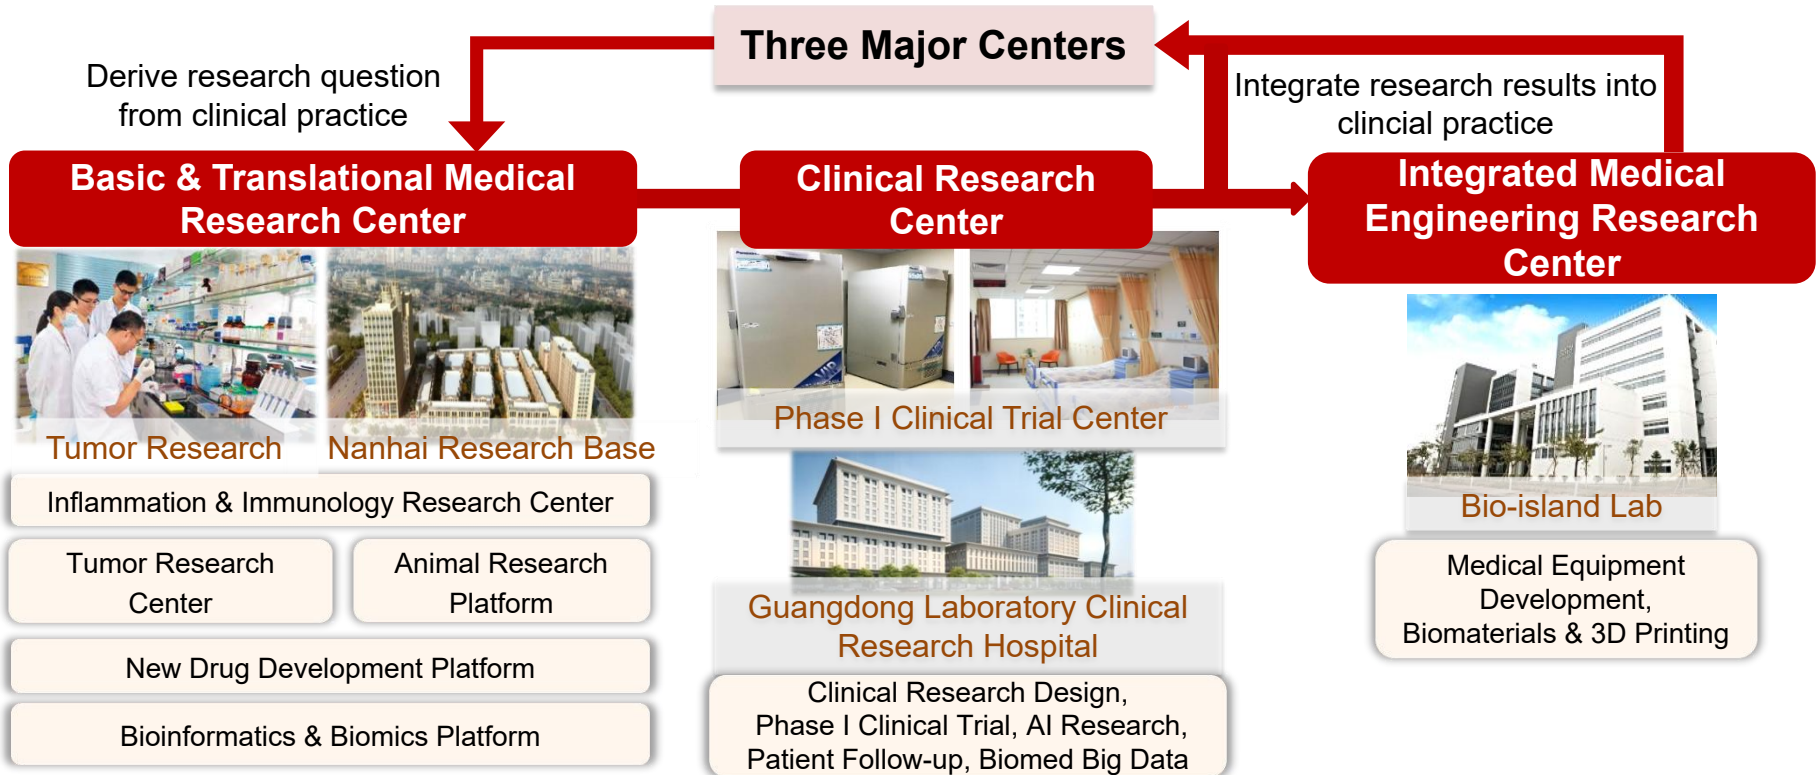 Three Major Centers
Derive research question
from clinical practice
Integrate research results into
clincial practice
Basic & Translational Medical
Research Center
Clinical Research
Center
Integrated Medical
Engineering Research
Center
Tumor Research
Nanhai Research Base
Inflammation & Immunology Research Center
Tumor Research
Center
Animal Research
Platform
New Drug Development Platform
Bioinformatics & Biomics Platform
VIP
Phase I Clinical Trial Center
Guangdong Laboratory Clinical
Research Hospital
Clinical Research Design,
Phase I Clinical Trial, AI Research,
Patient Follow-up, Biomed Big Data
Bio-island Lab
Medical Equipment
Development,
Biomaterials & 3D Printing